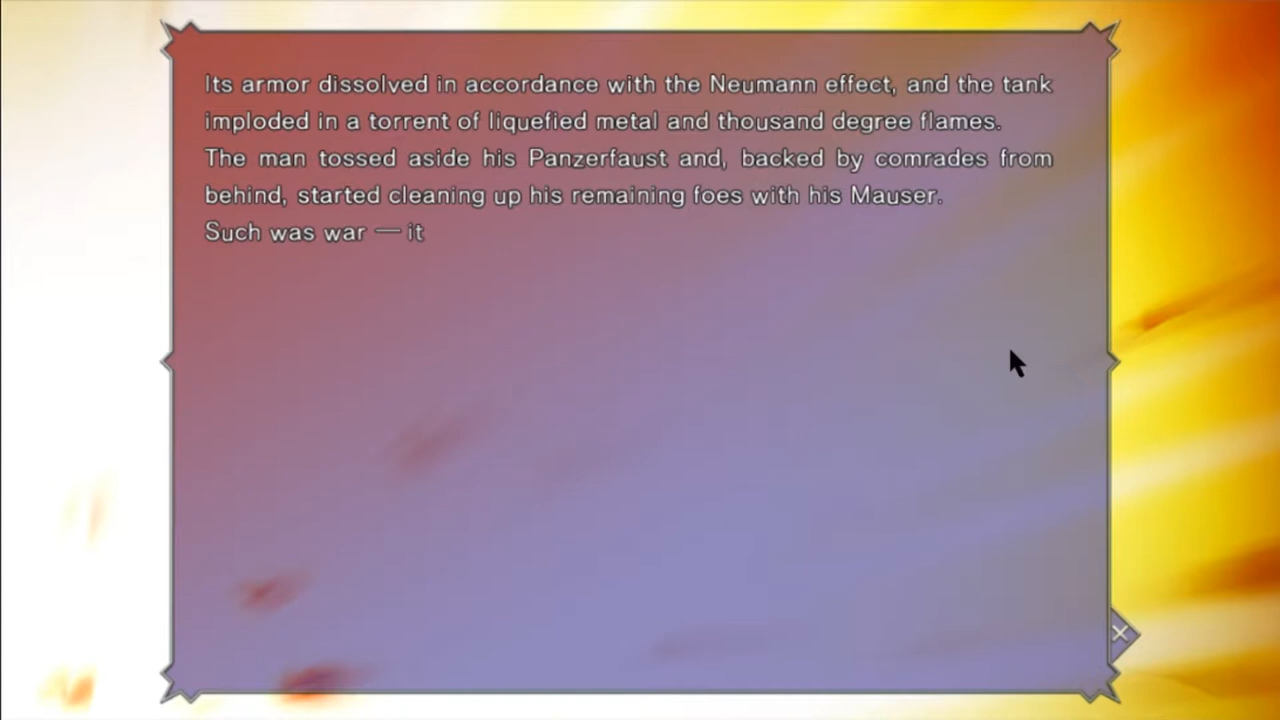 Its armor dissolved in accordance with the Neumann effect, and the tank
imploded in a torrent of liquefied metal and thousand degree flames.
The man tossed aside his Panzerfaust and, backed by comrades from
behind, started cleaning up his remaining foes with his Mauser.
Such was war — it